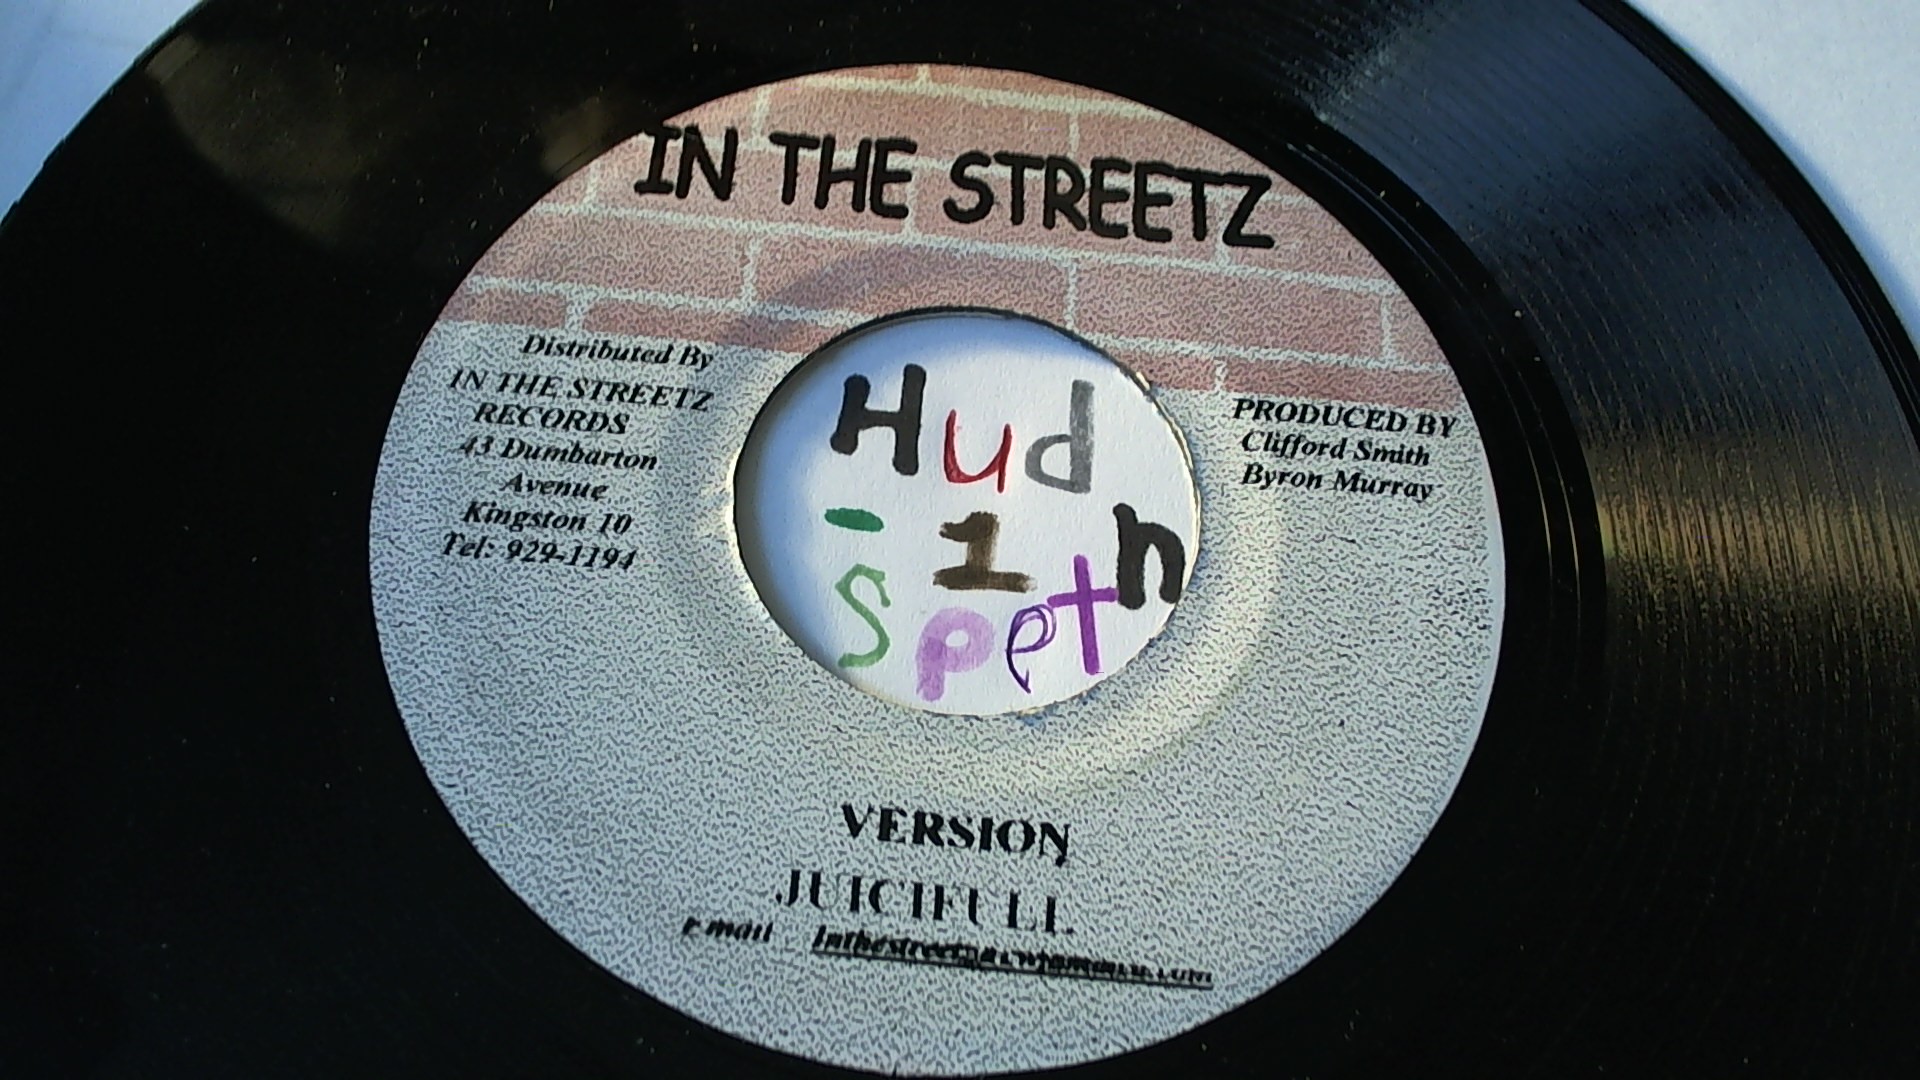 IN THE STREETZ
Distributed By
IN THE STREETZ
RECORDS
43 Dumbarton
Avenue
Kingston 10
Tel: 929-1194
PRODUCED BY
Clifford Smith
Byron Murray
Hud
- 1 n
Spet
VERSION
JUICIFULL
e-mail